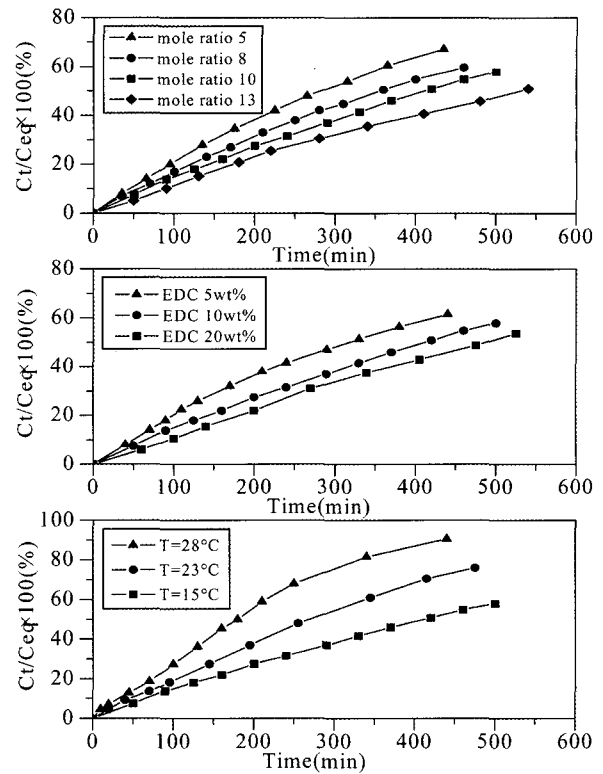 80
60
40
20
0
Ct/Ceq×100(%)
mole ratio 5
mole ratio 8
mole ratio 10
mole ratio 13
0 100 200 300 400 500 600
Time(min)
80
60
40
20
0
Ct/Ceq×100(%)
EDC 5wt%
EDC 10wt%
EDC 20wt%
0 100 200 300 400 500 600
Time(min)
100
80
60
40
20
0
Ct/Ceq×100(%)
T=28°C
T=23°C
T=15°C
0 100 200 300 400 500 600
Time(min)